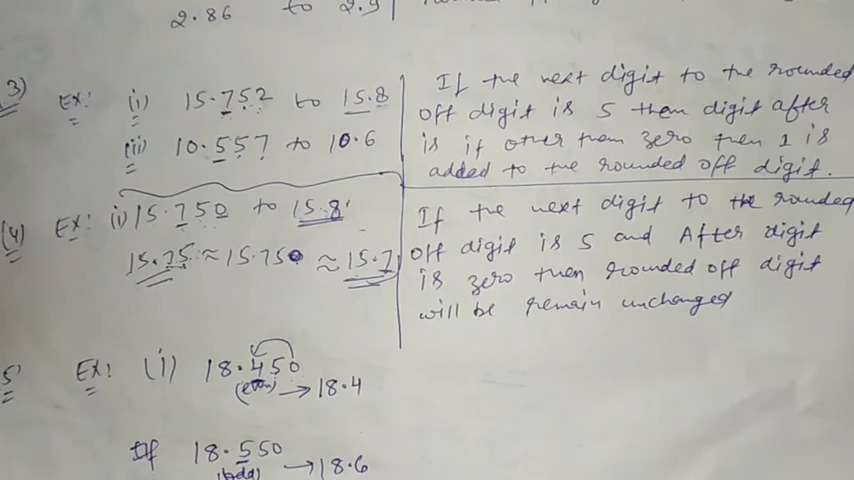 2.86 to 2.9
3) Ex: (i) 15.752 to 15.8
(ii) 10.557 to 10.6
If the next digit to the rounded
off digit is 5 then digit after
is if other than zero then 1 is
added to the rounded off digit.
(4) Ex: (i) 15.750 to 15.8
15.75 ≈ 15.750 ≈ 15.7
If the next digit to the rounded
off digit is 5 and After digit
is zero then rounded off digit
will be remain unchanged
5 Ex: (i) 18.450
(even) → 18.4
If 18.550
(odd) → 18.6